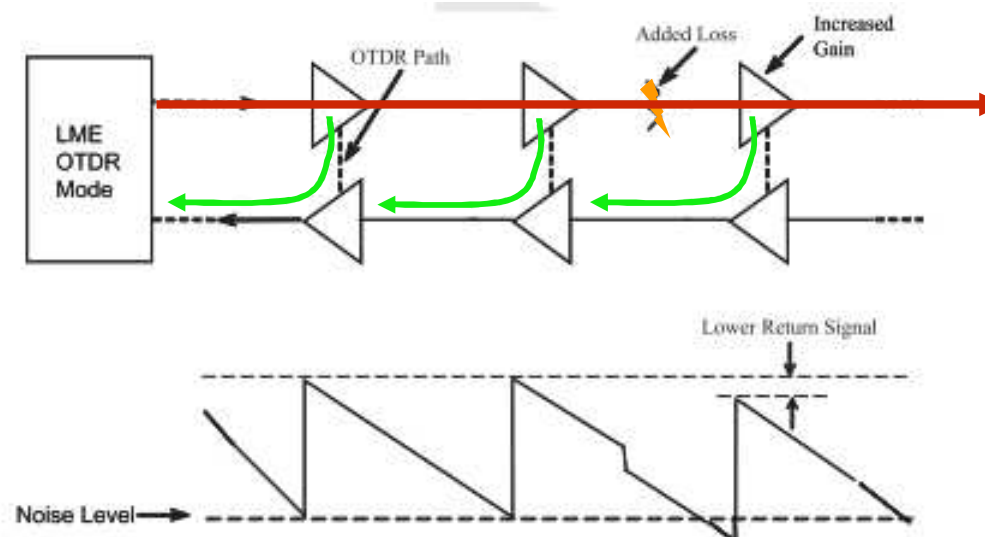 Increased
Gain
Added Loss
OTDR Path
LME
OTDR
Mode
Lower Return Signal
Noise Level